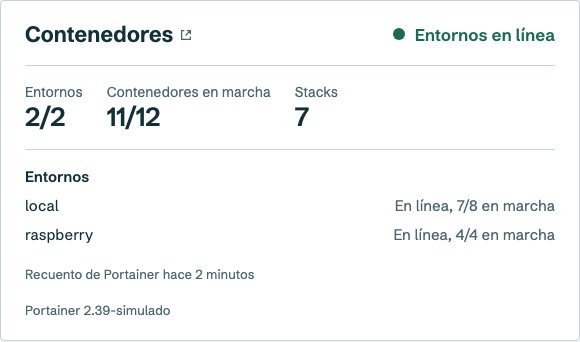 Contenedores
Entornos en línea
Entornos Contenedores en marcha Stacks
2/2 11/12 7
Entornos
local En línea, 7/8 en marcha
raspberry En línea, 4/4 en marcha
Recuento de Portainer hace 2 minutos
Portainer 2.39-simulado